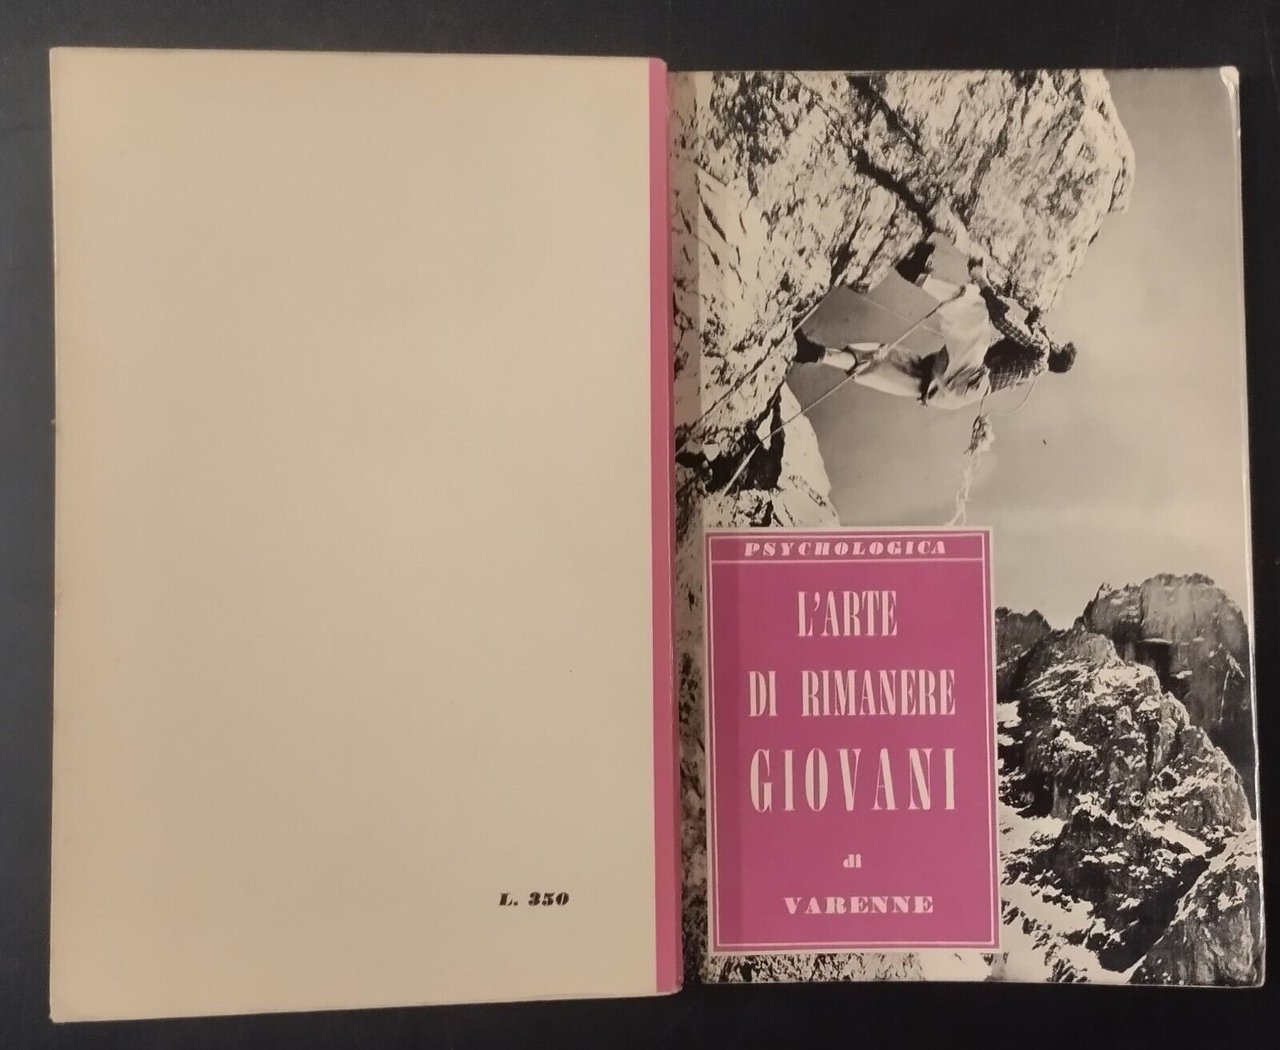 L. 350
PSYCHOLOGICA
L'ARTE
DI RIMANERE
GIOVANI
di
VARENNE